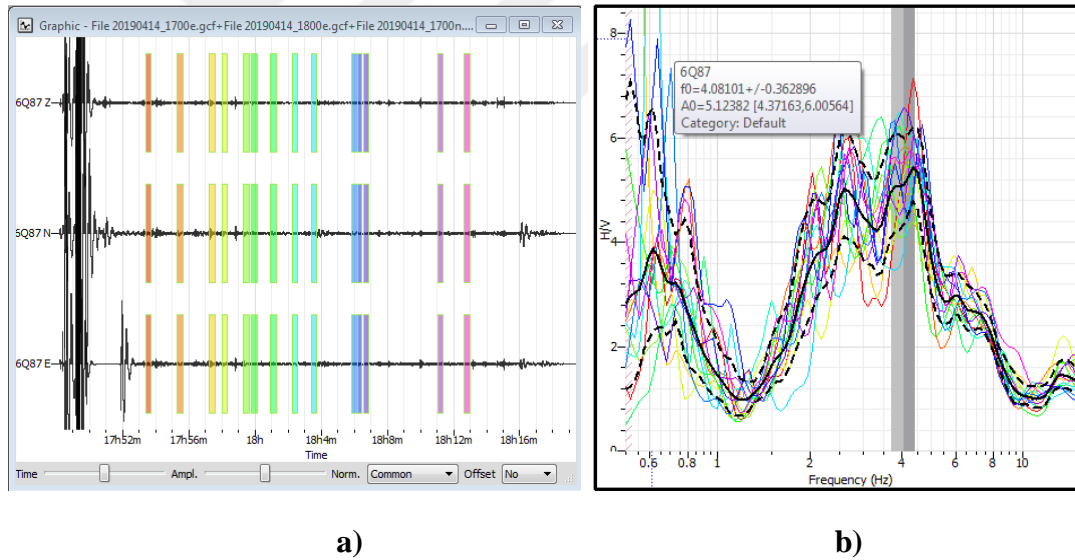 Graphic - File 20190414_1700e.gcf+File 20190414_1800e.gcf+File 20190414_1700n....
6Q87 Z
5Q87 N
6Q87 E
17h52m 17h56m 18h 18h4m 18h8m 18h12m 18h16m
Time
Time Ampl. Norm. Common Offset No
a)
8
6
4
2
0
H/V
6Q87
f0=4.08101+/-0.362896
A0=5.12382 [4.37163,6.00564]
Category: Default
0.6 0.8 1 2 4 6 8 10
Frequency (Hz)
b)